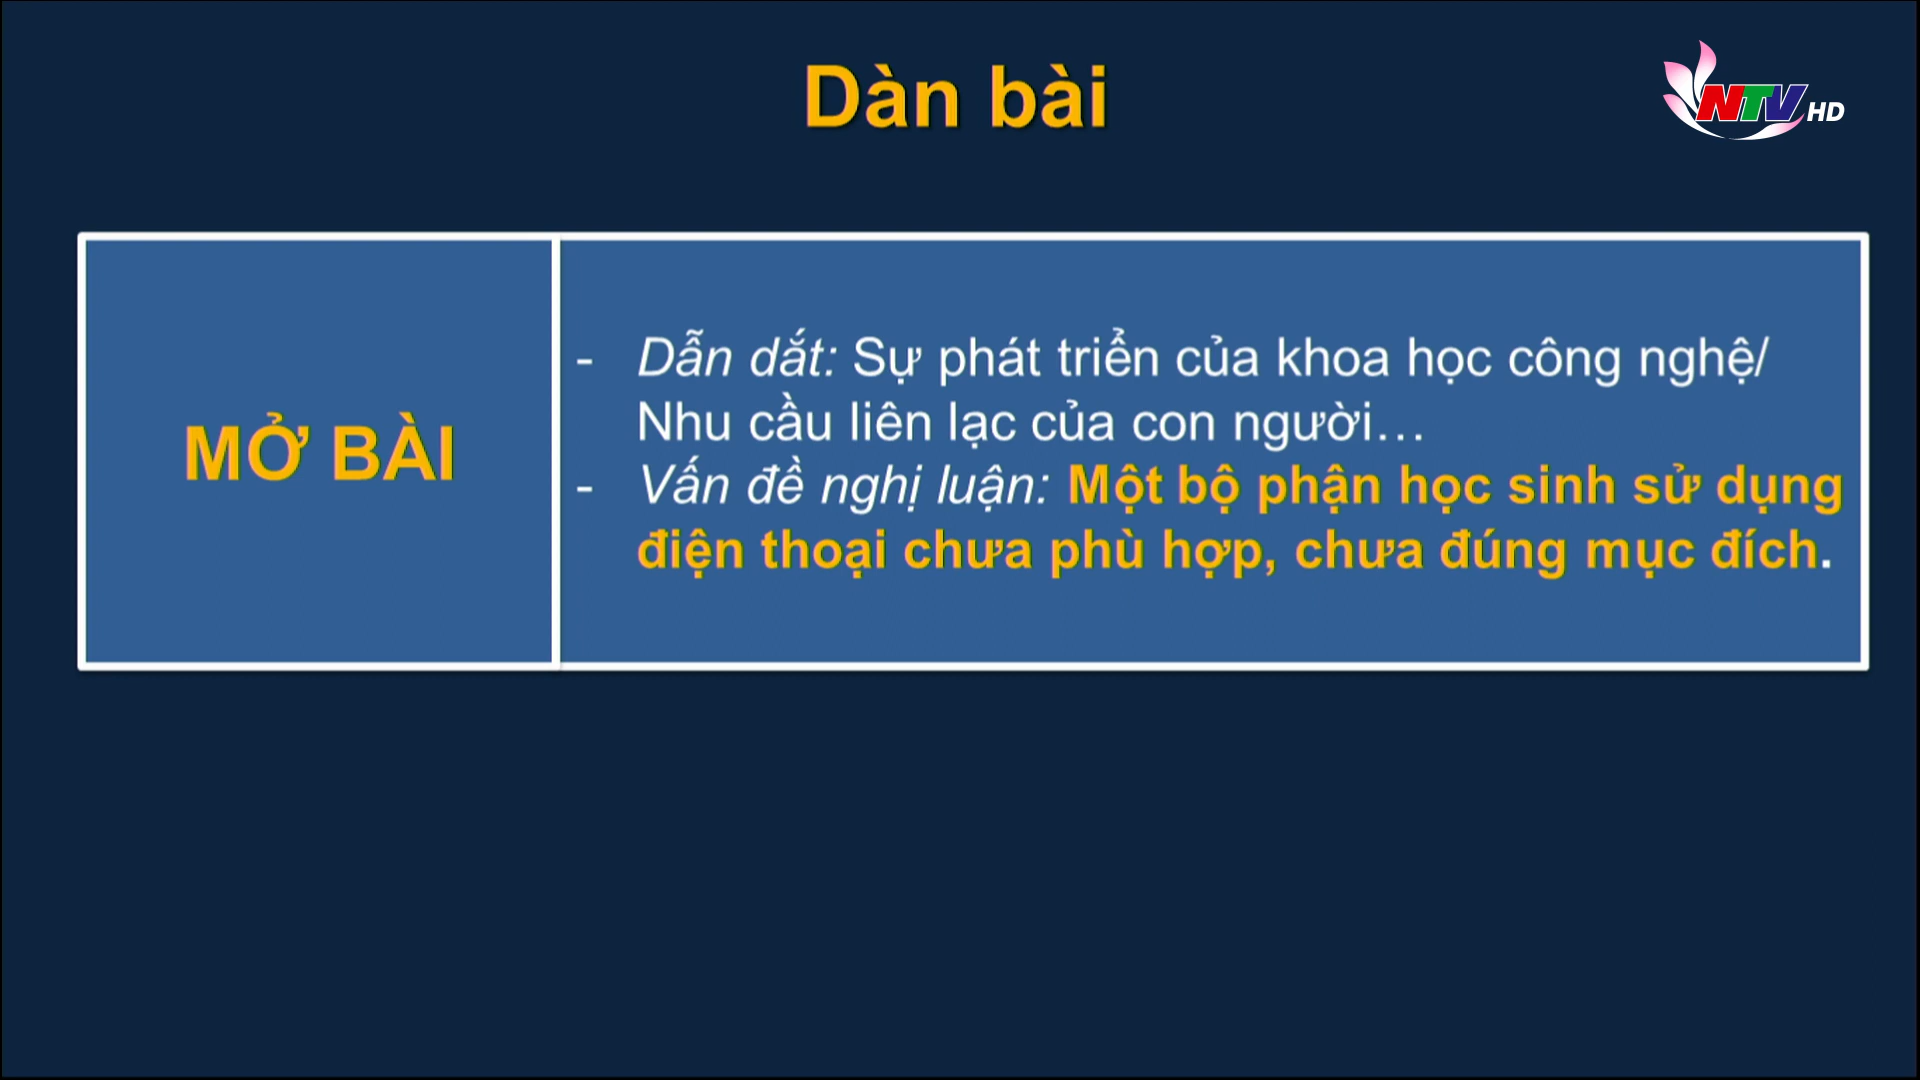 Dàn bài
NTV HD
MỞ BÀI
- Dẫn dắt: Sự phát triển của khoa học công nghệ/
Nhu cầu liên lạc của con người…
- Vấn đề nghị luận: Một bộ phận học sinh sử dụng
điện thoại chưa phù hợp, chưa đúng mục đích.